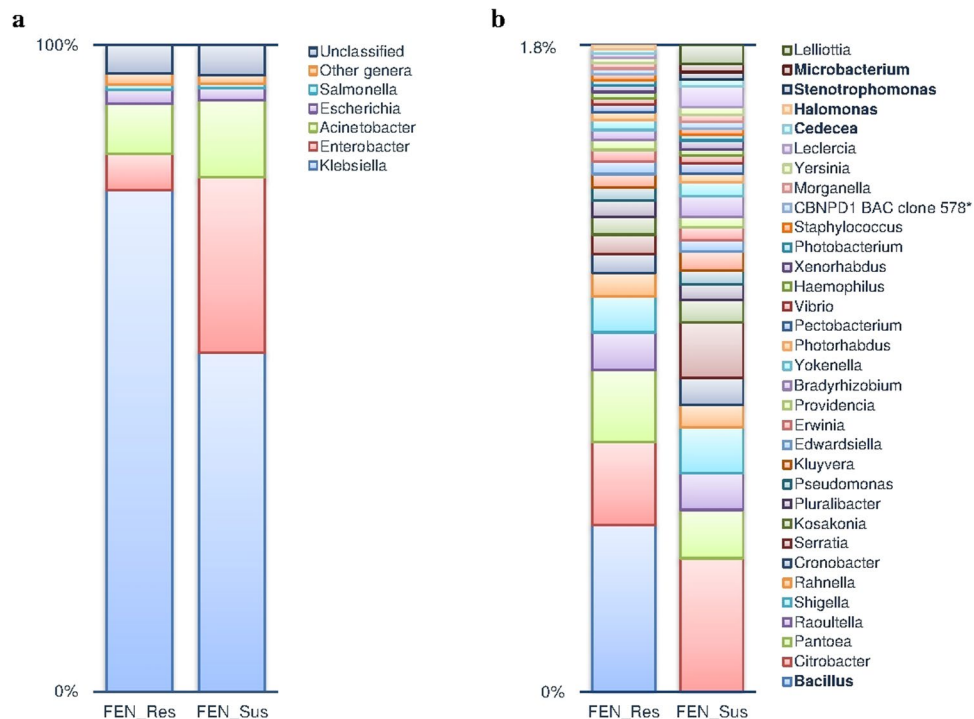 a
100%
0%
FEN_Res
FEN_Sus
Unclassified
Other genera
Salmonella
Escherichia
Acinetobacter
Enterobacter
Klebsiella
b
1.8%
0%
FEN_Res
FEN_Sus
Lelliottia
Microbacterium
Stenotrophomonas
Halomonas
Cedecea
Leclercia
Yersinia
Morganella
CBNPD1 BAC clone 578*
Staphylococcus
Photobacterium
Xenorhabdus
Haemophilus
Vibrio
Pectobacterium
Photorhabdus
Yokenella
Bradyrhizobium
Providencia
Erwinia
Edwardsiella
Kluyvera
Pseudomonas
Pluralibacter
Kosakonia
Serratia
Cronobacter
Rahnella
Shigella
Raoultella
Pantoea
Citrobacter
Bacillus